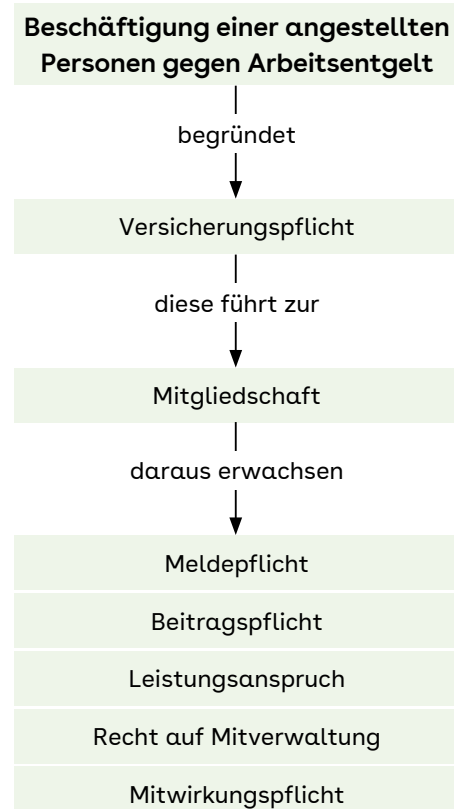 Beschäftigung einer angestellten
Personen gegen Arbeitsentgelt
begründet
Versicherungspflicht
diese führt zur
Mitgliedschaft
daraus erwachsen
Meldepflicht
Beitragspflicht
Leistungsanspruch
Recht auf Mitverwaltung
Mitwirkungspflicht